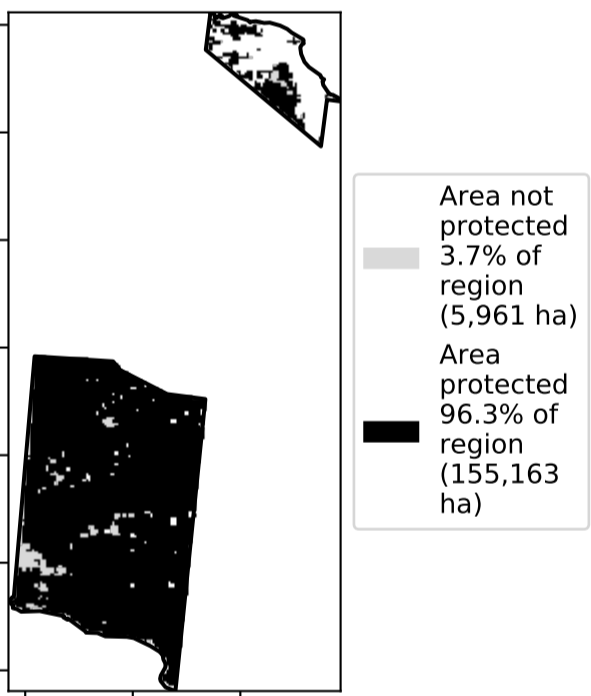 Area not
protected
3.7% of
region
(5,961 ha)
Area
protected
96.3% of
region
(155,163
ha)